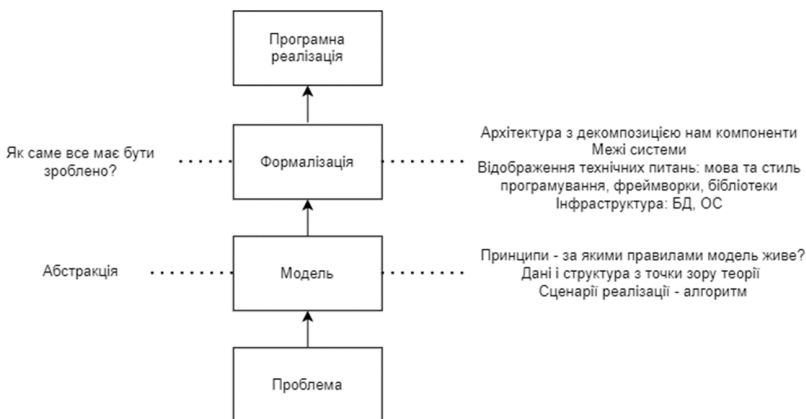 Програмна
реалізація
Як саме все має бути
зроблено?
Формалізація
Архітектура з декомпозицією нам компоненти
Межі системи
Відображення технічних питань: мова та стиль
програмування, фреймворки, бібліотеки
Інфраструктура: БД, ОС
Абстракція
Модель
Принципи - за якими правилами модель живе?
Дані і структура з точки зору теорії
Сценарії реалізації - алгоритм
Проблема